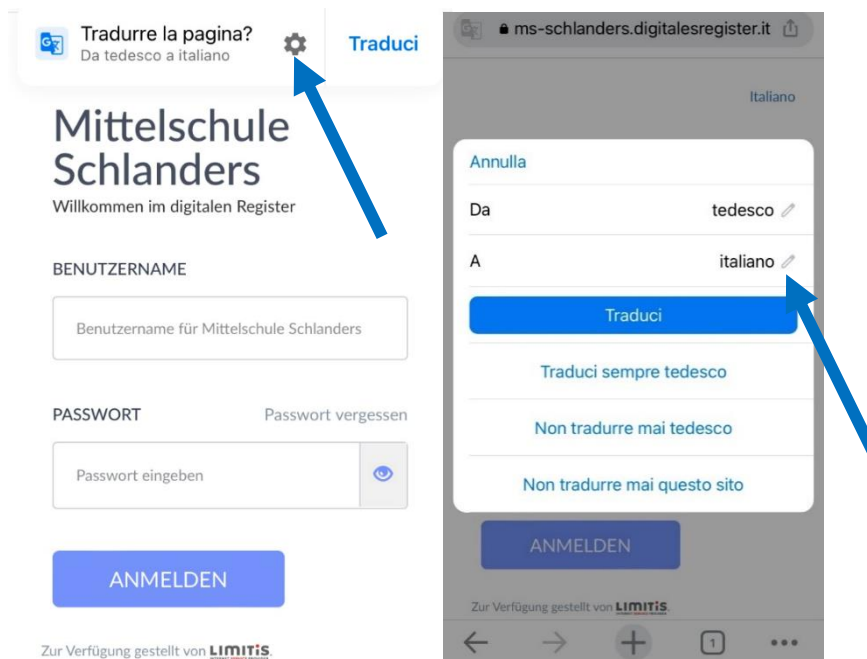 Tradurre la pagina?
Da tedesco a italiano
Traduci
Mittelschule
Schlanders
Willkommen im digitalen Register
BENUTZERNAME
Benutzername für Mittelschule Schlanders
PASSWORT Passwort vergessen
Passwort eingeben
ANMELDEN
Zur Verfügung gestellt von LIMITIS.
ms-schlanders.digitalesregister.it
Italiano
Annulla
Da tedesco
A italiano
Traduci
Traduci sempre tedesco
Non tradurre mai tedesco
Non tradurre mai questo sito
ANMELDEN
Zur Verfügung gestellt von LIMITIS.
1